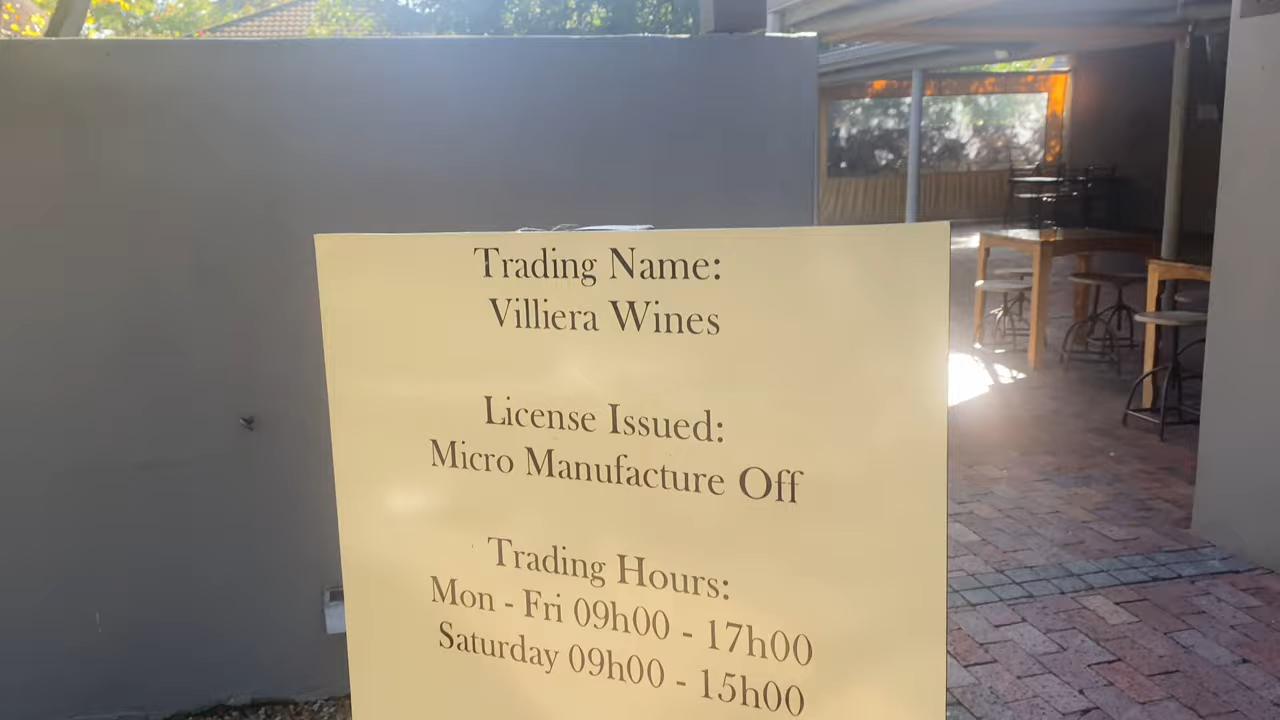 Trading Name:
Villiera Wines
License Issued:
Micro Manufacture Off
Trading Hours:
Mon - Fri 09h00 - 17h00
Saturday 09h00 - 15h00